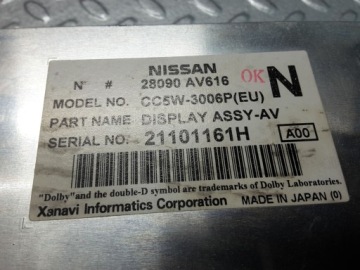 NISSAN
N° # 28090 AV616 OK N
MODEL NO. CC5W-3006P(EU)
PART NAME DISPLAY ASSY-AV
SERIAL NO. 21101161H A00
"Dolby" and the double-D symbol are trademarks of Dolby Laboratories.
Xanavi Informatics Corporation MADE IN JAPAN (0)